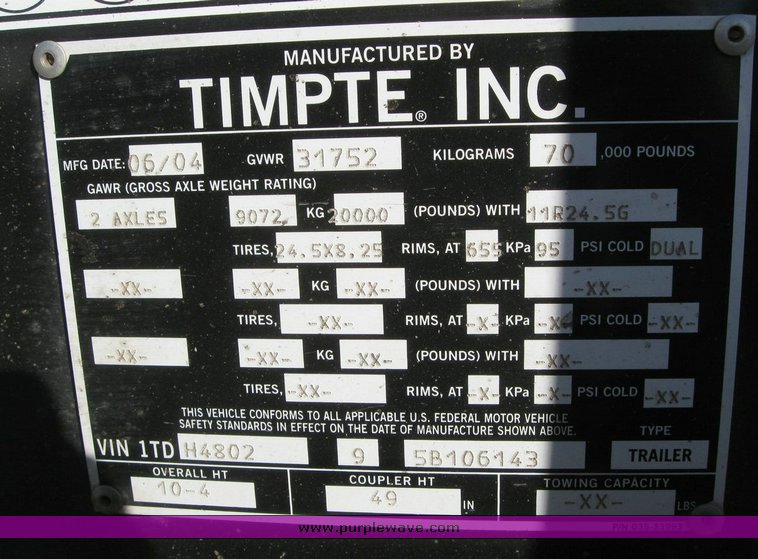 MANUFACTURED BY
TIMPTE® INC.
MFG DATE: 06/04 GVWR 31752 KILOGRAMS 70 ,000 POUNDS
GAWR (GROSS AXLE WEIGHT RATING)
2 AXLES 9072 KG 20000 (POUNDS) WITH 11R24.5G
TIRES, 24.5X8.25 RIMS, AT 655 KPa 95 PSI COLD DUAL
-XX- -XX- KG -XX- (POUNDS) WITH -XX-
TIRES, -XX- RIMS, AT -X- KPa -X- PSI COLD -XX-
-XX- -XX- KG -XX- (POUNDS) WITH -XX-
TIRES, -XX- RIMS, AT -X- KPa -X- PSI COLD -XX-
THIS VEHICLE CONFORMS TO ALL APPLICABLE U.S. FEDERAL MOTOR VEHICLE
SAFETY STANDARDS IN EFFECT ON THE DATE OF MANUFACTURE SHOWN ABOVE. TYPE
VIN 1TD H4802 9 5B106143 TRAILER
OVERALL HT COUPLER HT TOWING CAPACITY
10-4 49 IN -XX- LBS
www.purplewave.com